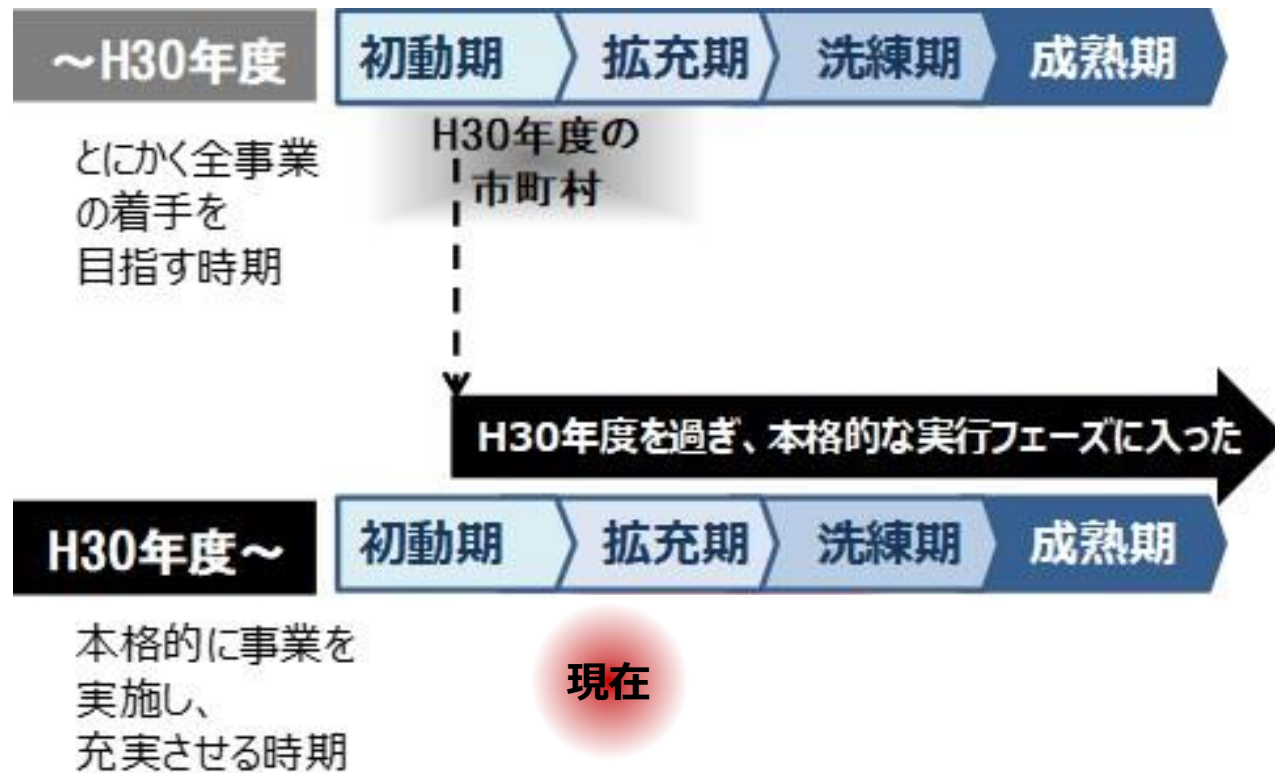 ～H30年度
初動期
拡充期
洗練期
成熟期
とにかく全事業
の着手を
目指す時期
H30年度の
市町村
H30年度を過ぎ、本格的な実行フェーズに入った
H30年度～
初動期
拡充期
洗練期
成熟期
本格的に事業を
実施し、
充実させる時期
現在